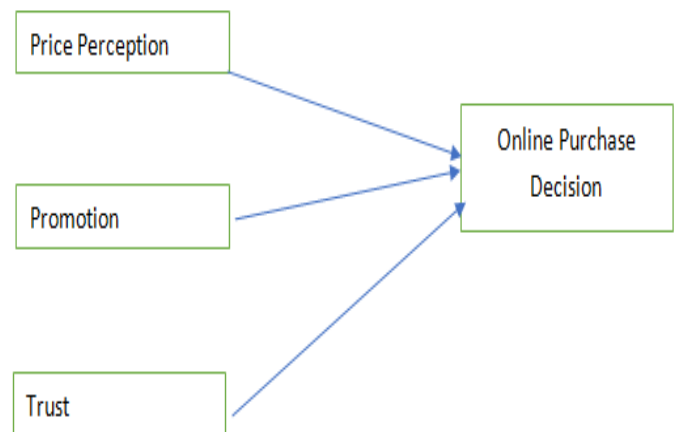 Price Perception
Online Purchase
Decision
Promotion
Trust